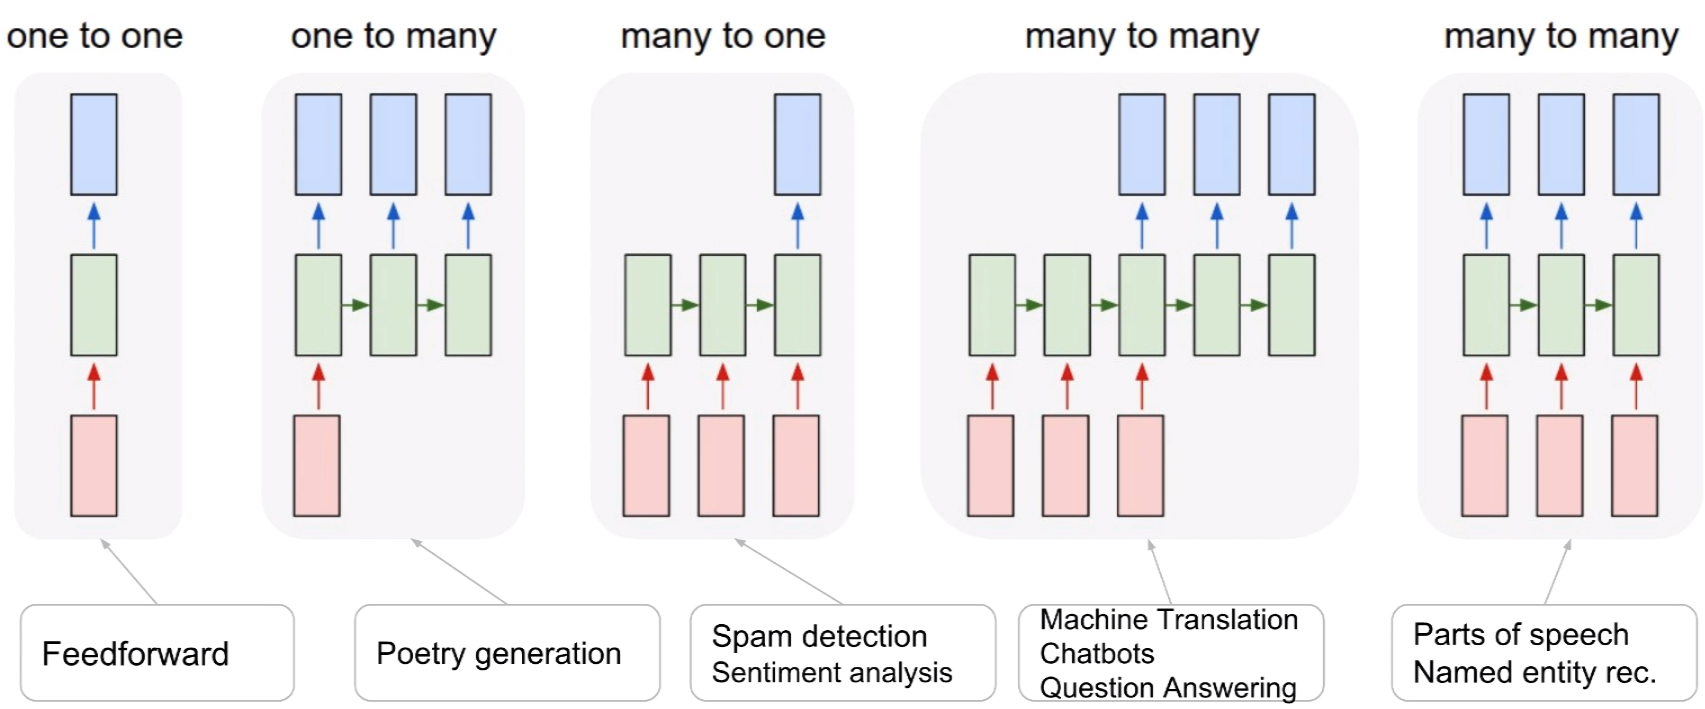 one to one
one to many
many to one
many to many
many to many
Feedforward
Poetry generation
Spam detection
Sentiment analysis
Machine Translation
Chatbots
Question Answering
Parts of speech
Named entity rec.